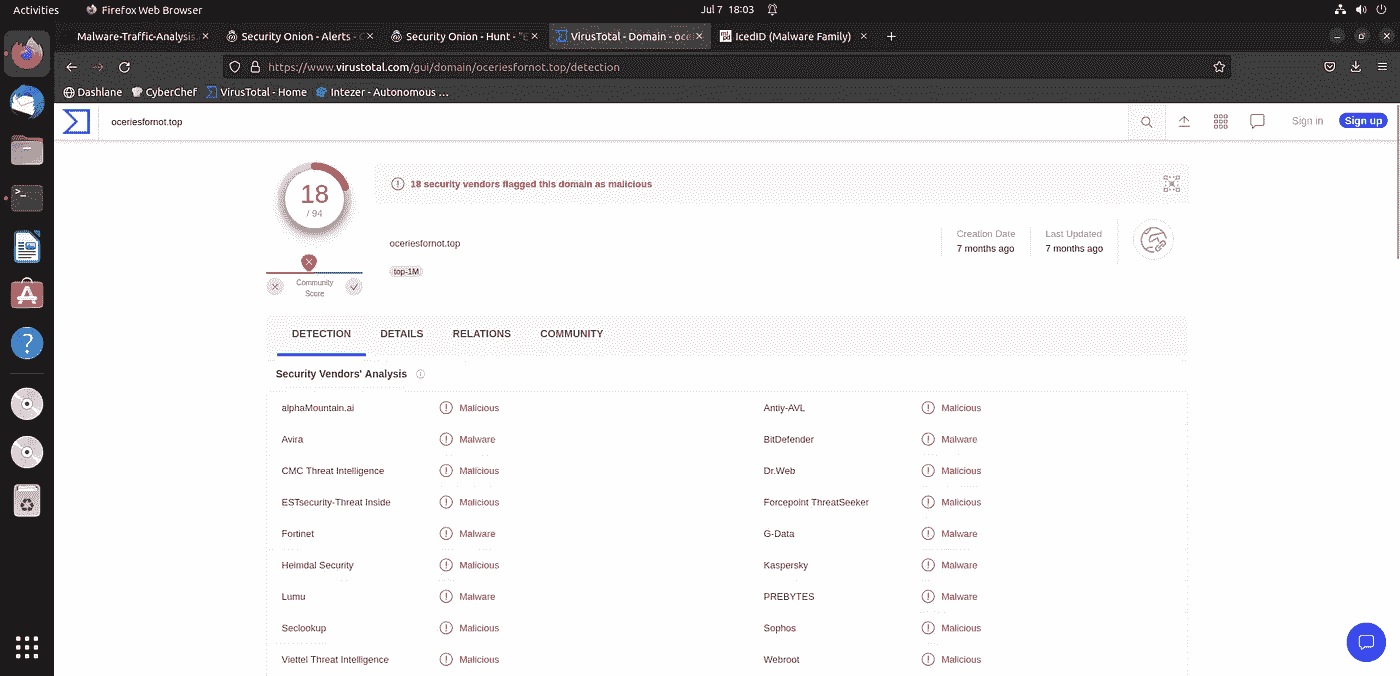 Activities Firefox Web Browser Jul 7 18:03
Malware-Traffic-Analysis Security Onion - Alerts - Security Onion - Hunt - "E VirusTotal - Domain - oce IcedID (Malware Family)
https://www.virustotal.com/gui/domain/oceriesfornot.top/detection
Dashlane CyberChef VirusTotal - Home Intezer - Autonomous ...
oceriesfornot.top Sign in Sign up
18
/ 94
18 security vendors flagged this domain as malicious
oceriesfornot.top
top-1M
Creation Date
7 months ago
Last Updated
7 months ago
Community
Score
DETECTION DETAILS RELATIONS COMMUNITY
Security Vendors' Analysis
alphaMountain.ai Malicious Antiy-AVL Malicious
Avira Malware BitDefender Malware
CMC Threat Intelligence Malicious Dr.Web Malicious
ESTsecurity-Threat Inside Malicious Forcepoint ThreatSeeker Malicious
Fortinet Malware G-Data Malware
Heimdal Security Malicious Kaspersky Malware
Lumu Malware PREBYTES Malware
Seclookup Malicious Sophos Malicious
Viettel Threat Intelligence Malicious Webroot Malicious